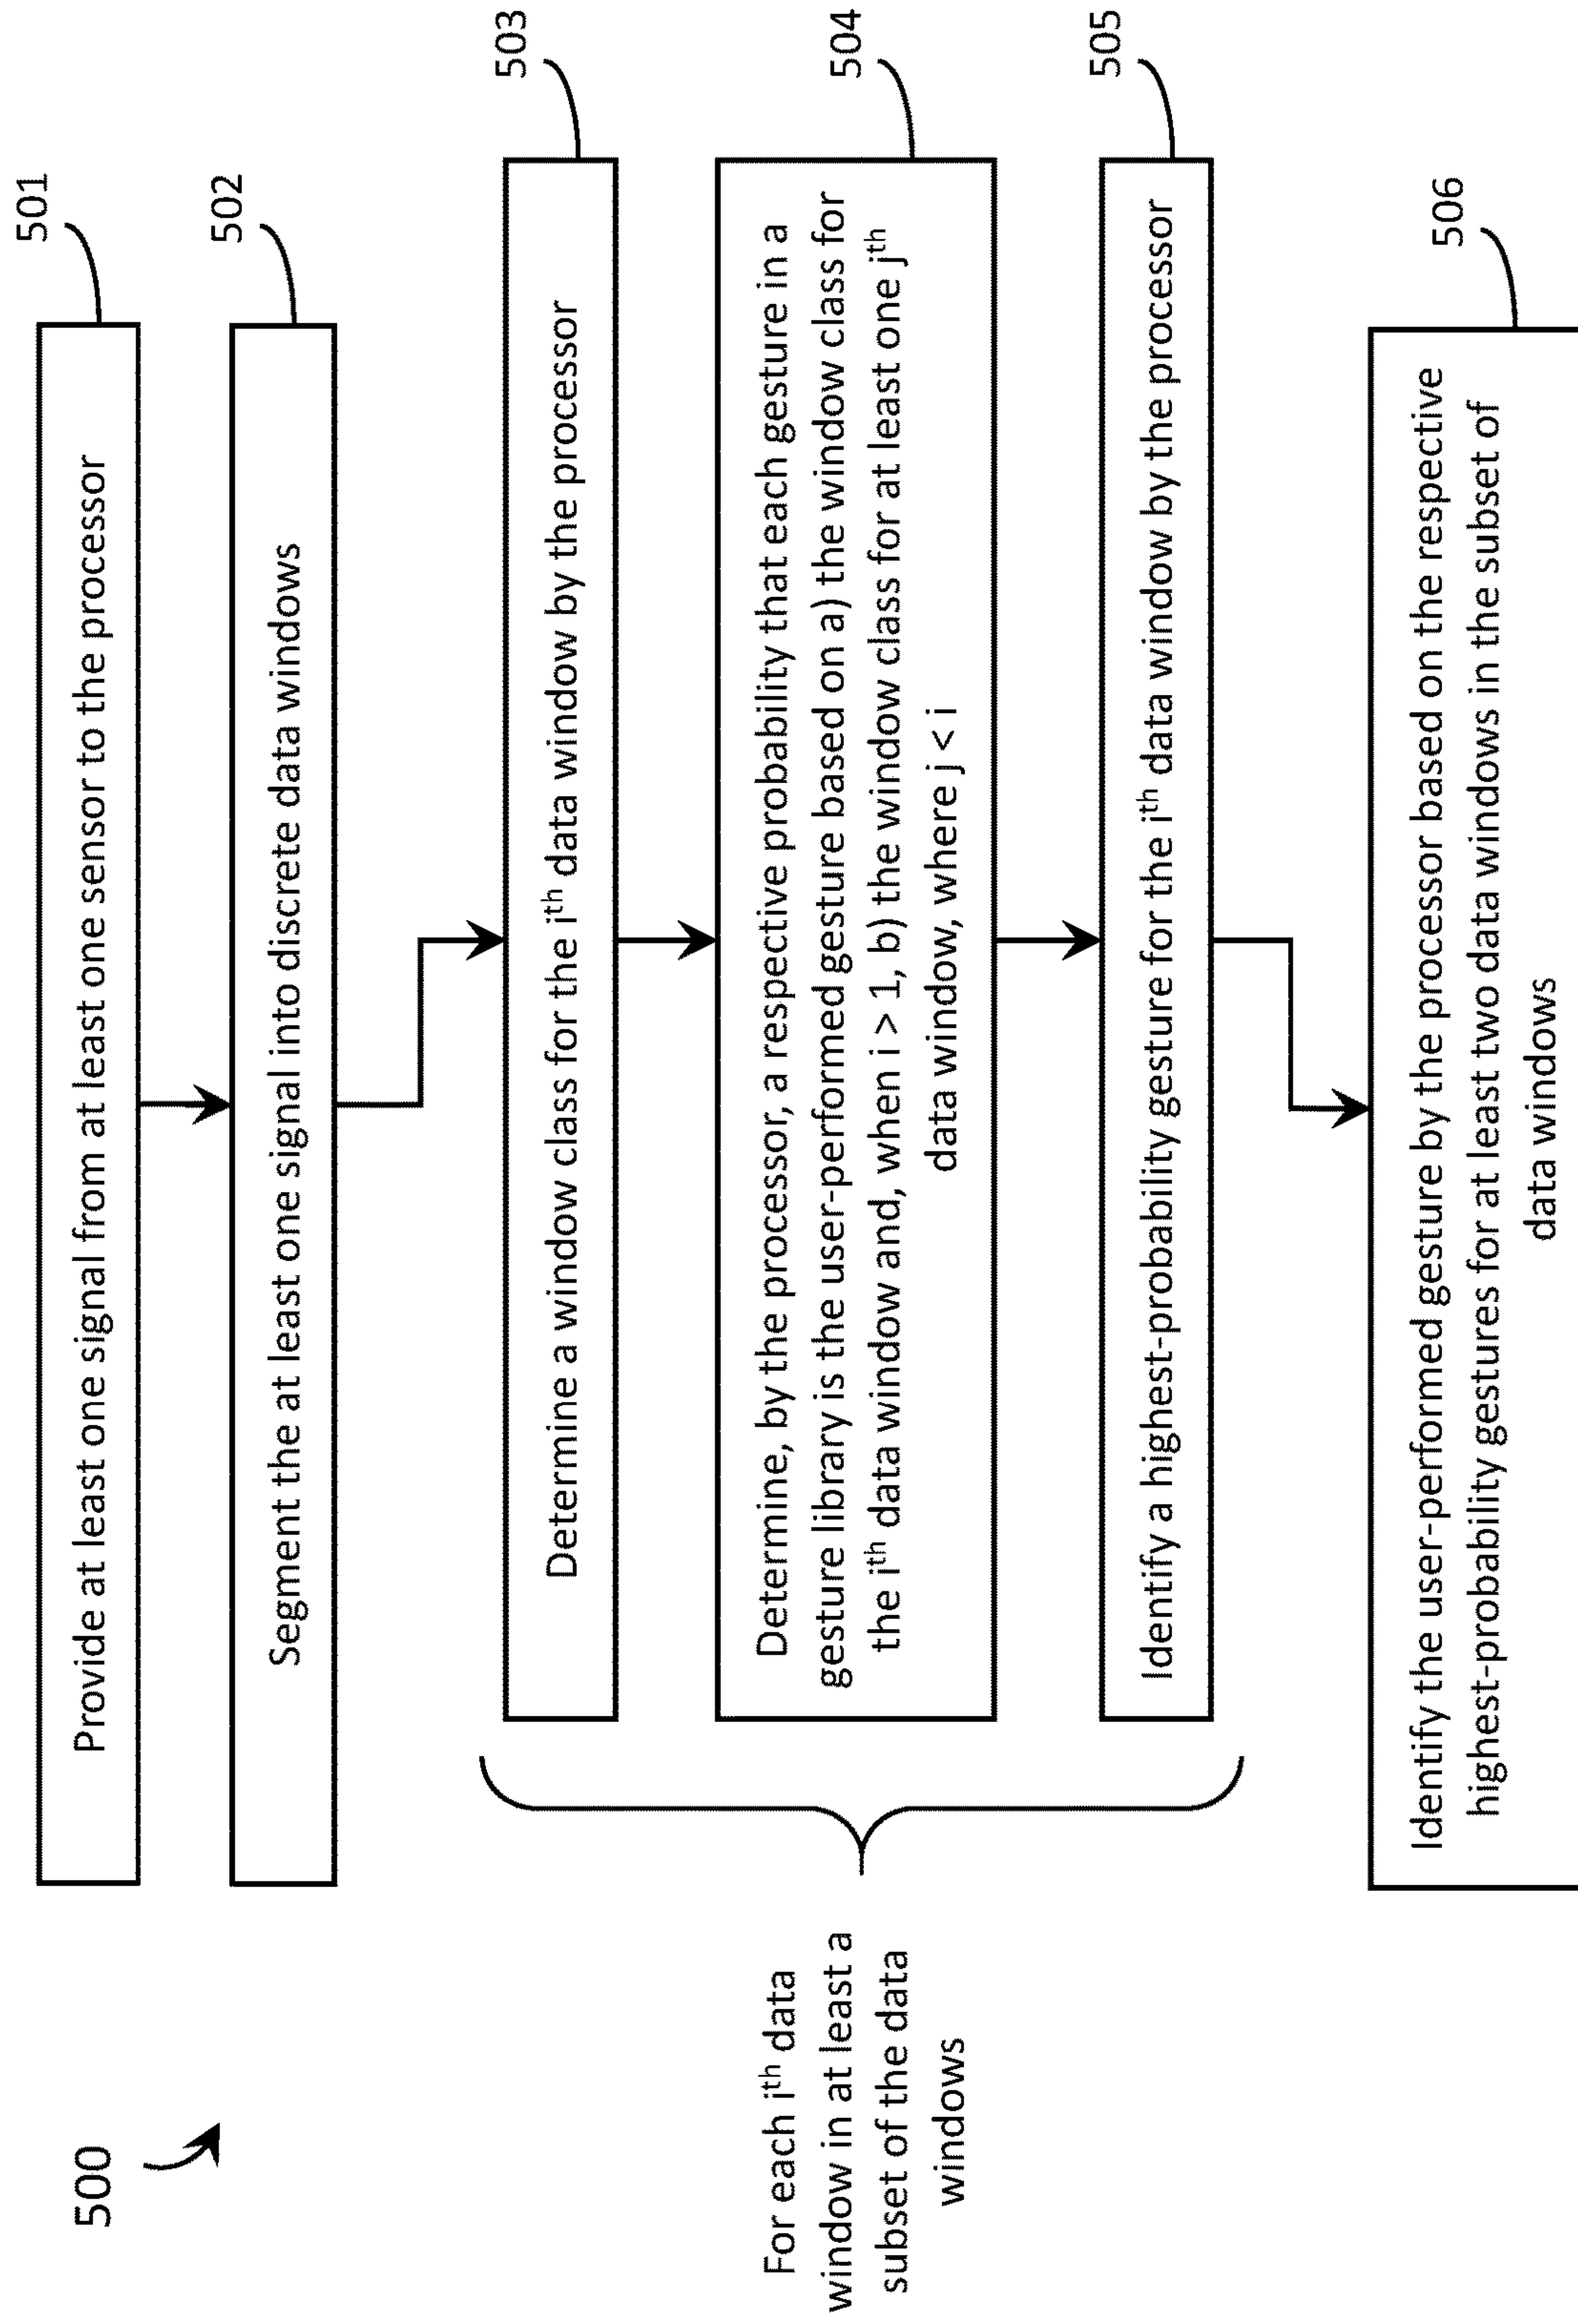 500
501
Provide at least one signal from at least one sensor to the processor
502
Segment the at least one signal into discrete data windows
For each iᵗʰ data
window in at least a
subset of the data
windows
503
Determine a window class for the iᵗʰ data window by the processor
504
Determine, by the processor, a respective probability that each gesture in a
gesture library is the user-performed gesture based on a) the window class for
the iᵗʰ data window and, when i > 1, b) the window class for at least one jᵗʰ
data window, where j < i
505
Identify a highest-probability gesture for the iᵗʰ data window by the processor
506
Identify the user-performed gesture by the processor based on the respective
highest-probability gestures for at least two data windows in the subset of
data windows